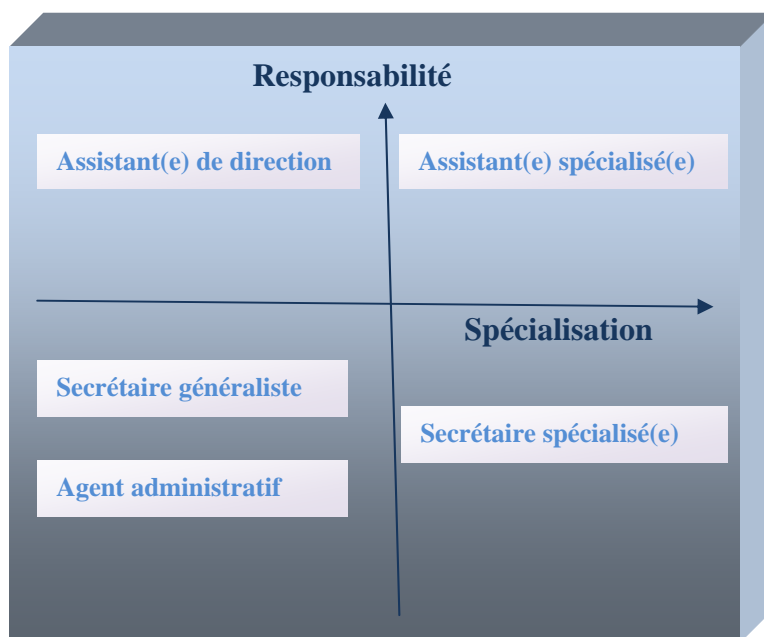 Responsabilité
Assistant(e) de direction
Assistant(e) spécialisé(e)
Spécialisation
Secrétaire généraliste
Secrétaire spécialisé(e)
Agent administratif